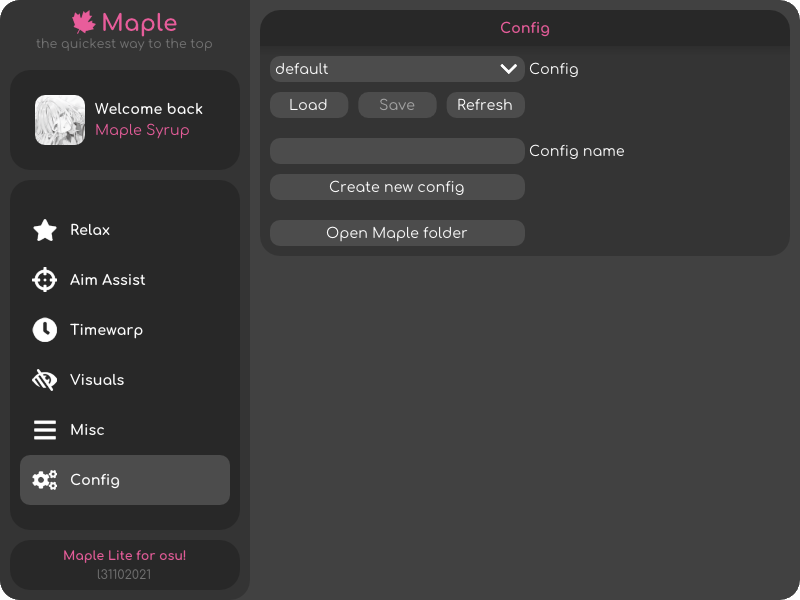 Maple
the quickest way to the top
Welcome back
Maple Syrup
Relax
Aim Assist
Timewarp
Visuals
Misc
Config
Maple Lite for osu!
l31102021
Config
default Config
Load Save Refresh
Config name
Create new config
Open Maple folder